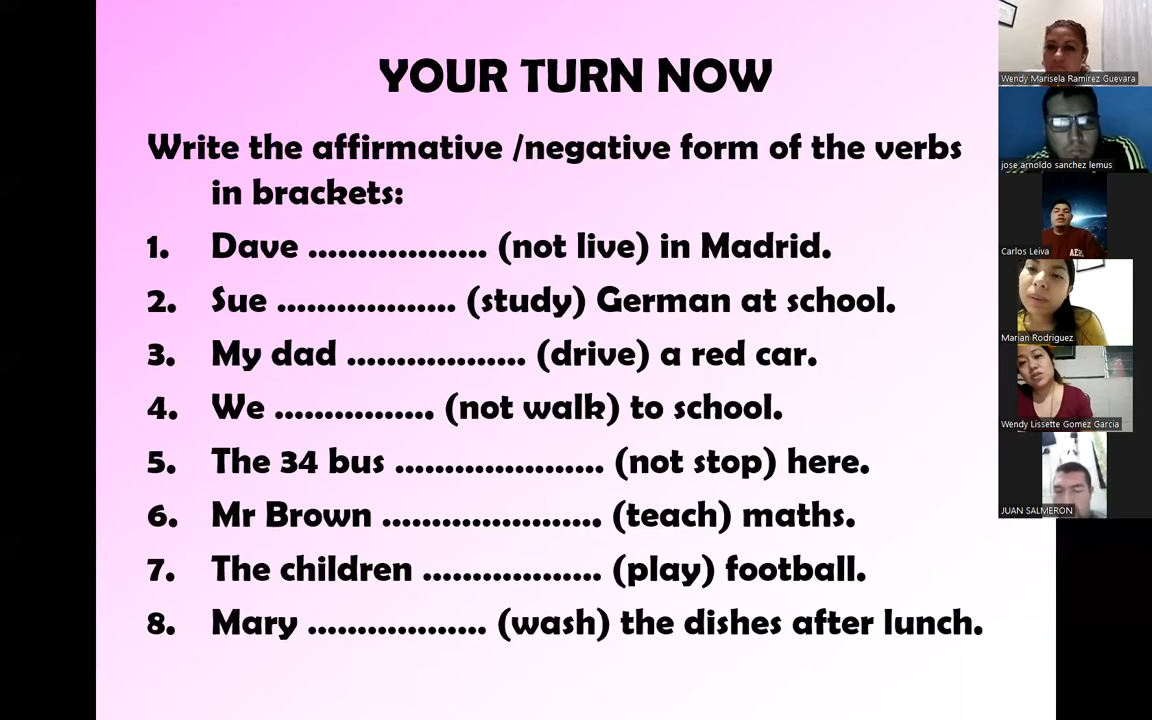 YOUR TURN NOW
Write the affirmative /negative form of the verbs
in brackets:
1. Dave .................. (not live) in Madrid.
2. Sue .................. (study) German at school.
3. My dad .................. (drive) a red car.
4. We ................ (not walk) to school.
5. The 34 bus ..................... (not stop) here.
6. Mr Brown ...................... (teach) maths.
7. The children .................. (play) football.
8. Mary .................. (wash) the dishes after lunch.
Wendy Marisela Ramirez Guevara
jose arnoldo sanchez lemus
Carlos Leiva
Marian Rodriguez
Wendy Lissette Gomez Garcia
JUAN SALMERON